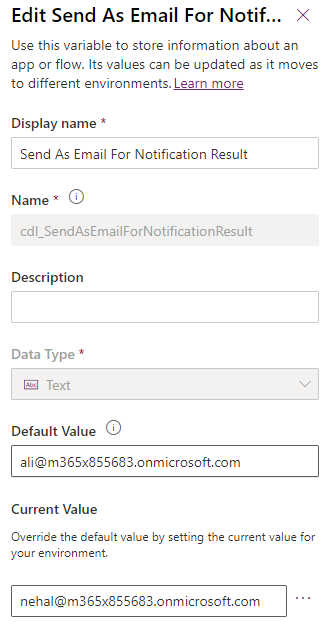 Edit Send As Email For Notif...
Use this variable to store information about an
app or flow. Its values can be updated as it moves
to different environments. Learn more
Display name *
Send As Email For Notification Result
Name *
cdl_SendAsEmailForNotificationResult
Description
Data Type *
Abc Text
Default Value
ali@m365x855683.onmicrosoft.com
Current Value
Override the default value by setting the current value for
your environment.
nehal@m365x855683.onmicrosoft.com